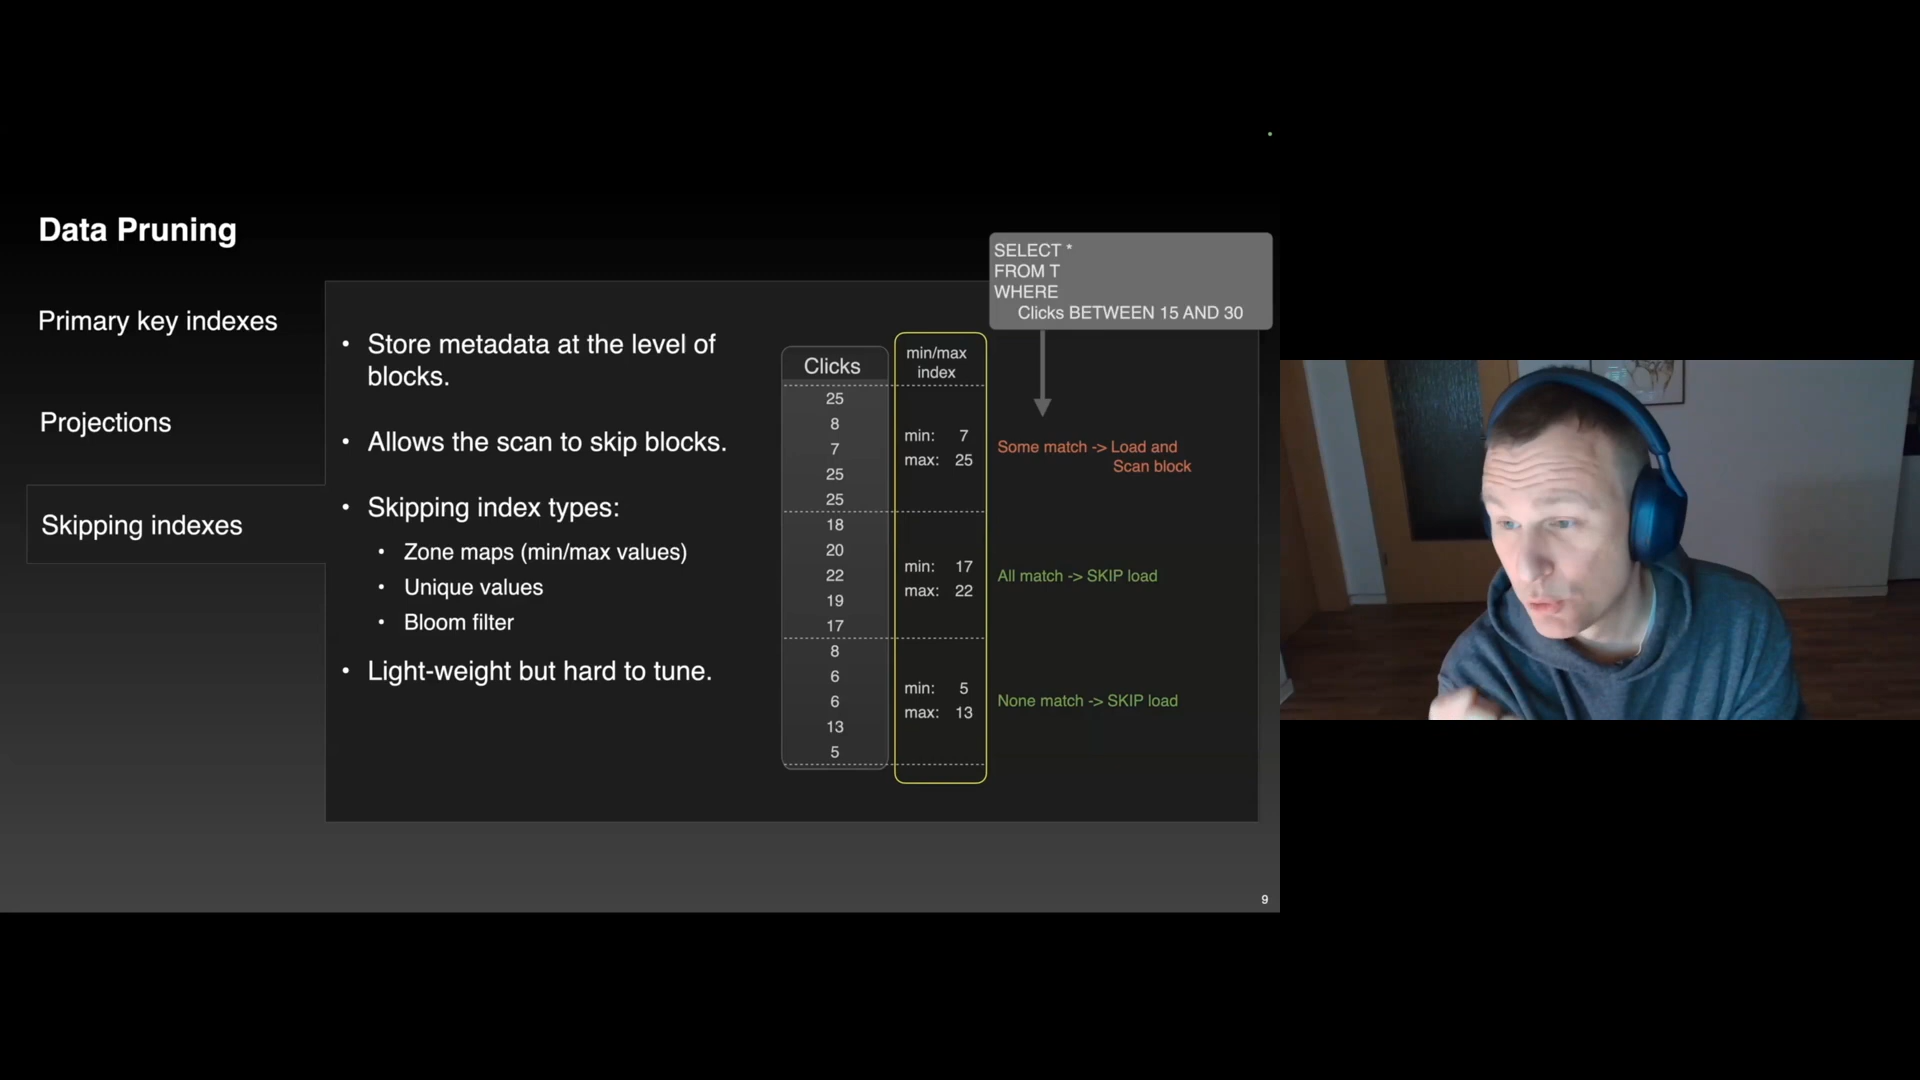 Data Pruning
Primary key indexes
Projections
Skipping indexes
• Store metadata at the level of
blocks.
• Allows the scan to skip blocks.
• Skipping index types:
• Zone maps (min/max values)
• Unique values
• Bloom filter
• Light-weight but hard to tune.
SELECT *
FROM T
WHERE
Clicks BETWEEN 15 AND 30
Clicks
25
8
7
25
25
18
20
22
19
17
8
6
6
13
5
min/max
index
min: 7
max: 25
min: 17
max: 22
min: 5
max: 13
Some match -> Load and
Scan block
All match -> SKIP load
None match -> SKIP load
9